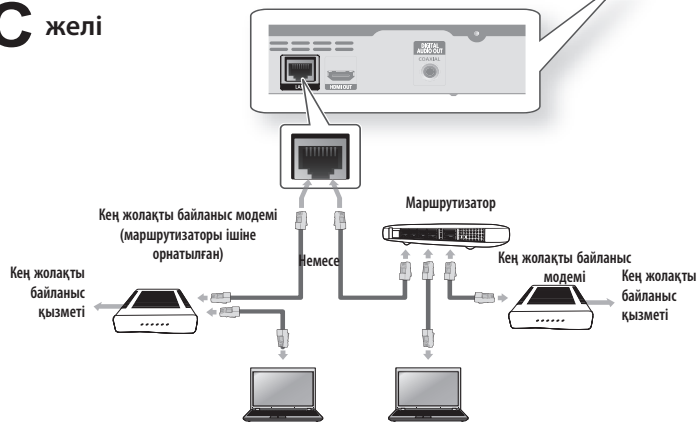 C желі
DIGITAL
AUDIO OUT
COAXIAL
LAN
HDMI OUT
Кең жолақты байланыс модемі
(маршрутизаторы ішіне
орнатылған)
Маршрутизатор
Немесе
Кең жолақты
байланыс
қызметі
Кең жолақты байланыс
модемі
Кең жолақты
байланыс
қызметі